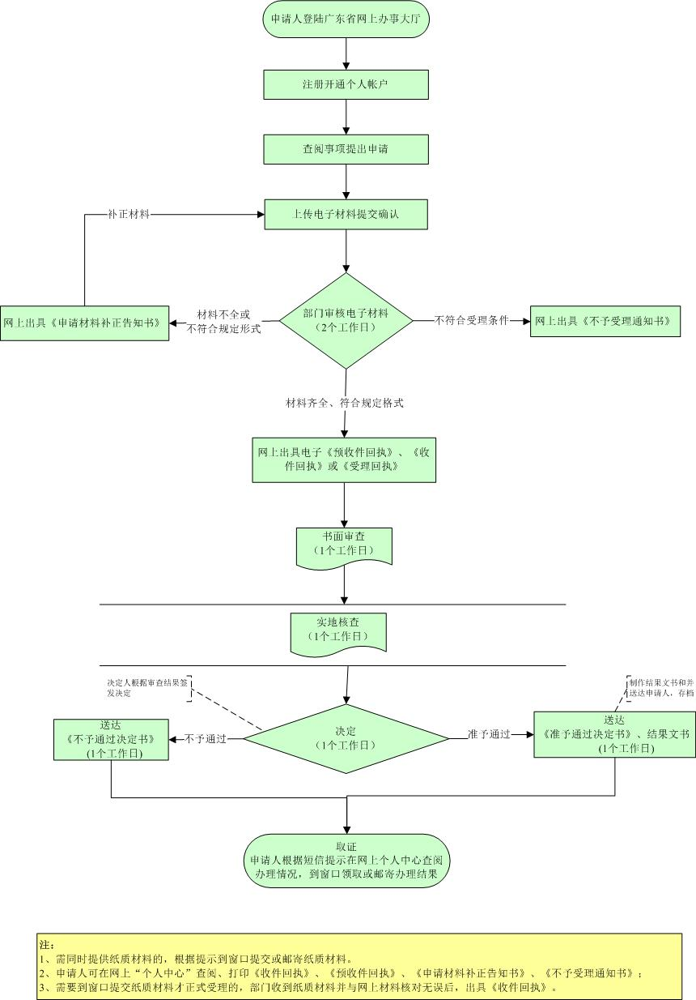 申请人登陆广东省网上办事大厅
注册开通个人帐户
查阅事项提出申请
补正材料
上传电子材料提交确认
部门审核电子材料
（2个工作日）
材料不全或
不符合规定形式
网上出具《申请材料补正告知书》
不符合受理条件
网上出具《不予受理通知书》
材料齐全、符合规定格式
网上出具电子《预收件回执》、《收
件回执》或《受理回执》
书面审查
（1个工作日）
实地核查
（1个工作日）
决定人根据审查结果签
发决定
制作结果文书和并
送达申请人，存档
决定
（1个工作日）
不予通过
送达
《不予通过决定书》
(1个工作日)
准予通过
送达
《准予通过决定书》、结果文书
(1个工作日)
取证
申请人根据短信提示在网上个人中心查阅
办理情况，到窗口领取或邮寄办理结果
注：
1、需同时提供纸质材料的，根据提示到窗口提交或邮寄纸质材料。
2、申请人可在网上“个人中心”查阅、打印《收件回执》、《预收件回执》、《申请材料补正告知书》、《不予受理通知书》；
3、需要到窗口提交纸质材料才正式受理的，部门收到纸质材料并与网上材料核对无误后，出具《收件回执》。